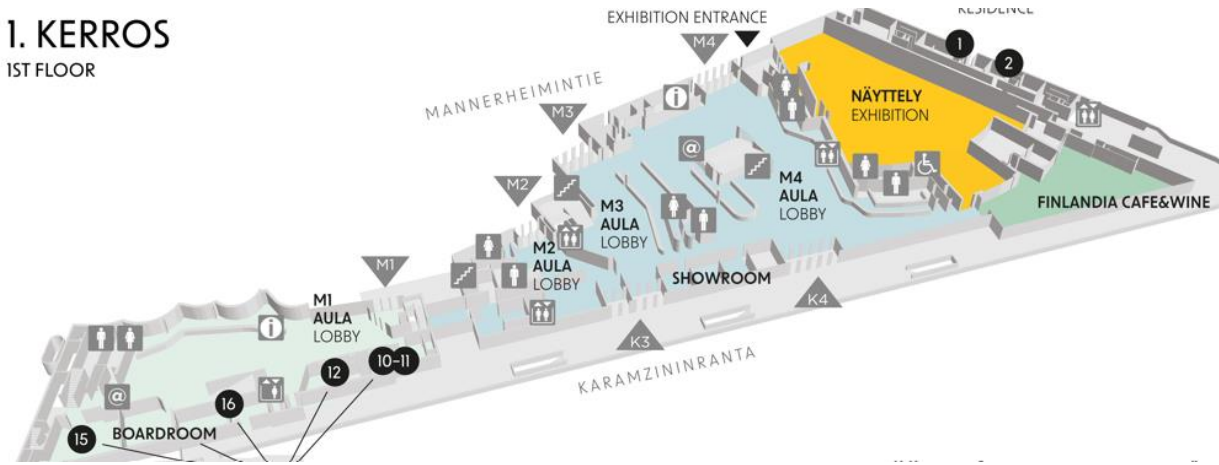 1. KERROS
1ST FLOOR
RESIDENCE
EXHIBITION ENTRANCE
M4
1
2
MANNERHEIMINTIE
M3
NÄYTTELY
EXHIBITION
@
M2
M4
AULA
LOBBY
M3
AULA
LOBBY
FINLANDIA CAFE&WINE
M2
AULA
LOBBY
M1
SHOWROOM
M1
AULA
LOBBY
K4
K3
KARAMZININRANTA
12
10–11
@
16
15
BOARDROOM